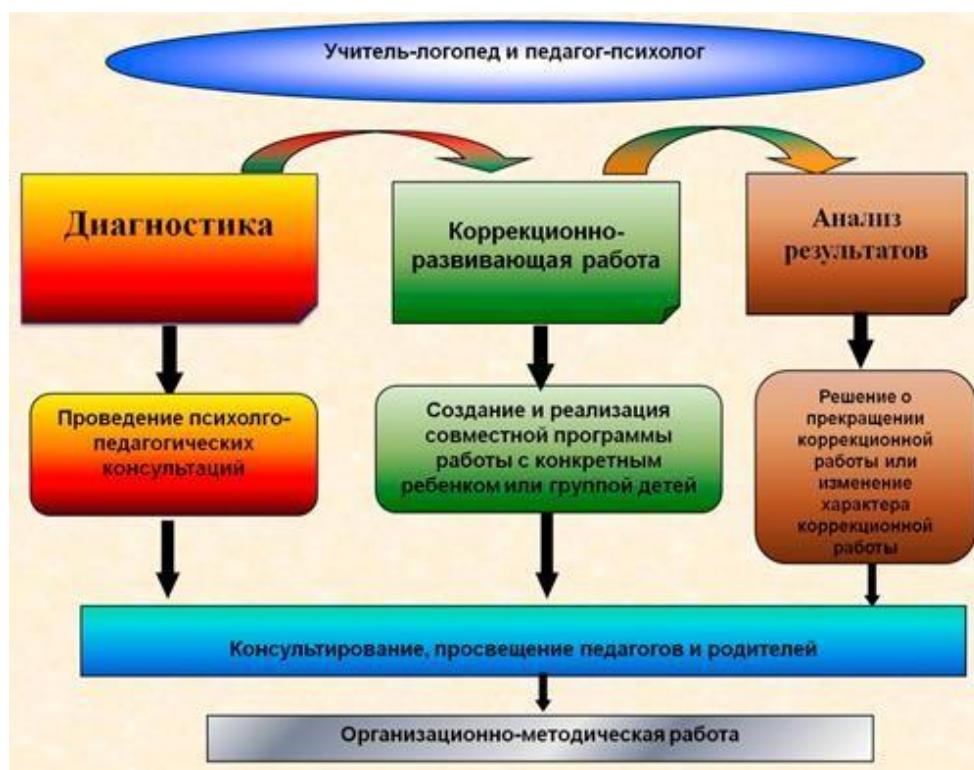 Учитель-логопед и педагог-психолог
Диагностика
Коррекционно-
развивающая работа
Анализ
результатов
Проведение психолго-
педагогических
консультаций
Создание и реализация
совместной программы
работы с конкретным
ребенком или группой детей
Решение о
прекращении
коррекционной
работы или
изменение
характера
коррекционной
работы
Консультирование, просвещение педагогов и родителей
Организационно-методическая работа